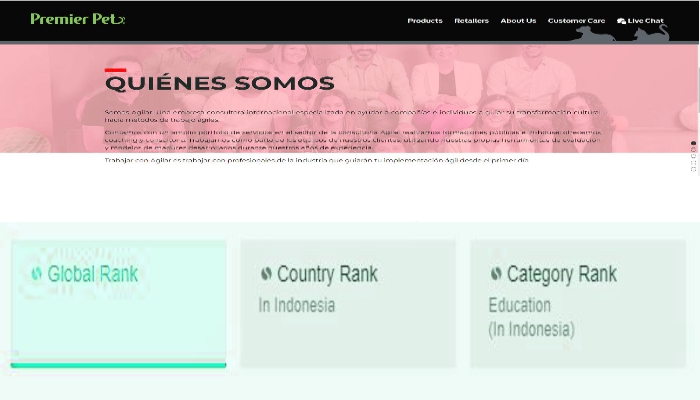 Premier Pet
Products Retailers About Us Customer Care Live Chat
QUIÉNES SOMOS
Somos Agilar, una empresa consultora internacional especializada en ayudar a compañías e individuos a guiar su transformación cultural
hacia métodos de trabajo ágiles.
Contamos con un amplio portfolio de servicios en el sector de la consultoría Agile: realizamos formaciones públicas e inhouse, ofrecemos
coaching y consultoría. Trabajamos como parte de los equipos de nuestros clientes, utilizando nuestras propias herramientas de evaluación
y modelos de madurez desarrollados durante nuestros años de experiencia.
Trabajar con Agilar es trabajar con profesionales de la industria que guiarán tu implementación ágil desde el primer día.
Global Rank
Country Rank
In Indonesia
Category Rank
Education
(In Indonesia)